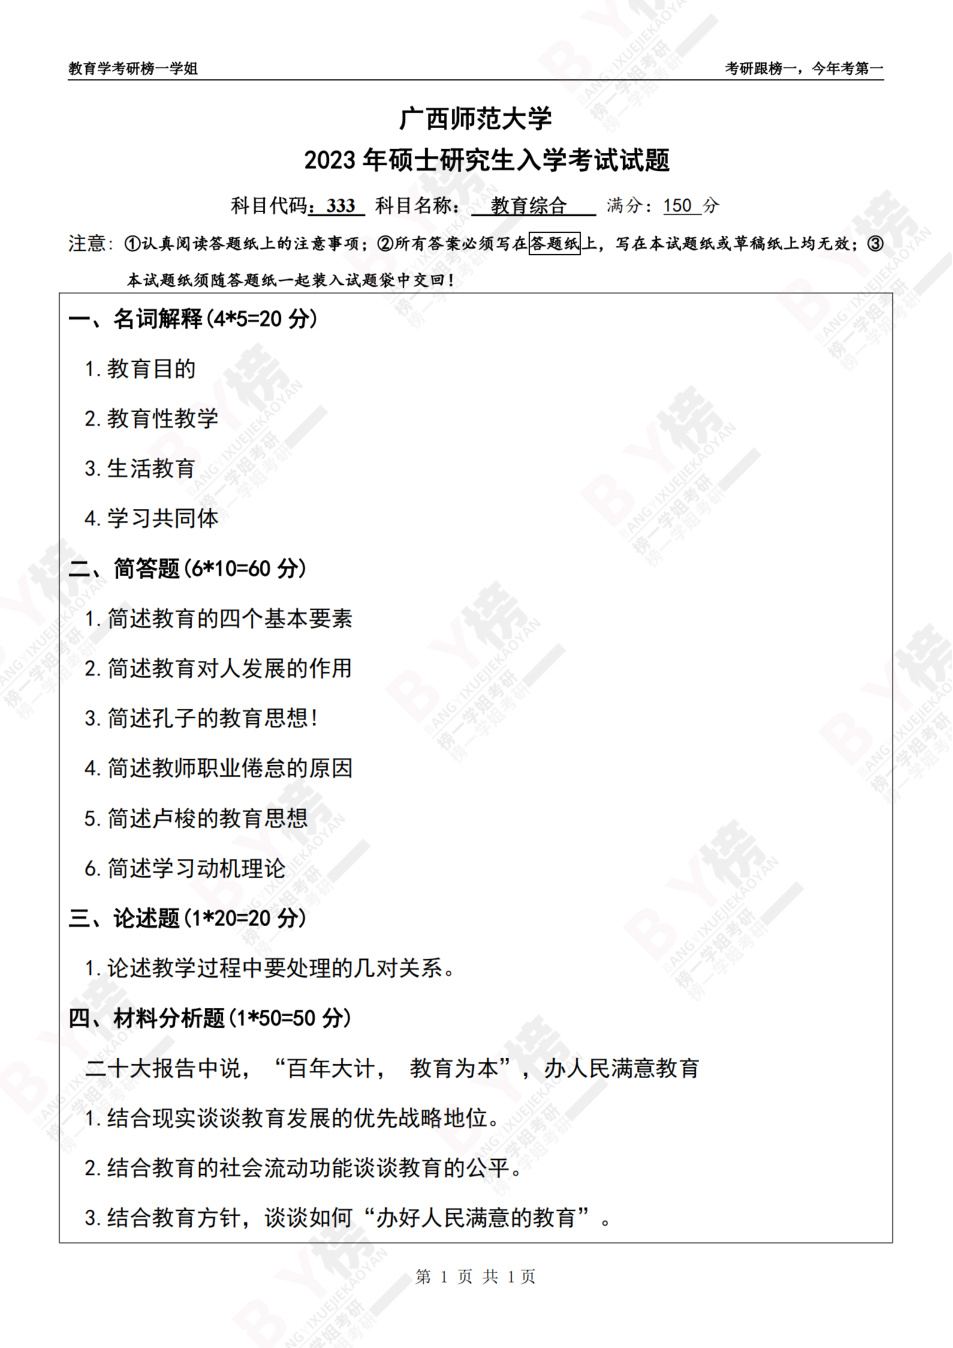 教育学考研榜一学姐 考研跟榜一，今年考第一
广西师范大学
2023 年硕士研究生入学考试试题
科目代码：333 科目名称： 教育综合 满分：150 分
注意：①认真阅读答题纸上的注意事项；②所有答案必须写在答题纸上，写在本试题纸或草稿纸上均无效；③
本试题纸须随答题纸一起装入试题袋中交回！
一、名词解释(4*5=20 分)
1.教育目的
2.教育性教学
3.生活教育
4.学习共同体
二、简答题(6*10=60 分)
1.简述教育的四个基本要素
2.简述教育对人发展的作用
3.简述孔子的教育思想!
4.简述教师职业倦怠的原因
5.简述卢梭的教育思想
6.简述学习动机理论
三、论述题(1*20=20 分)
1.论述教学过程中要处理的几对关系。
四、材料分析题(1*50=50 分)
二十大报告中说，“百年大计， 教育为本”，办人民满意教育
1.结合现实谈谈教育发展的优先战略地位。
2.结合教育的社会流动功能谈谈教育的公平。
3.结合教育方针，谈谈如何“办好人民满意的教育”。
第 1 页 共 1 页